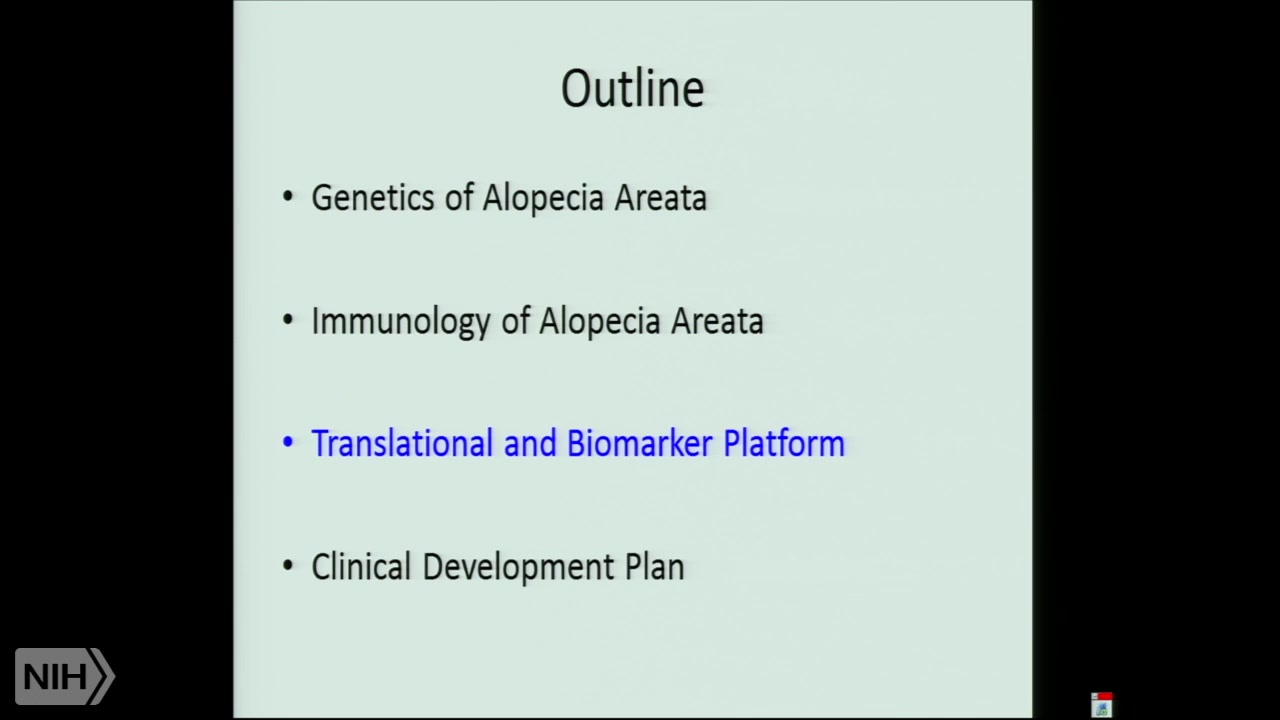 Outline
• Genetics of Alopecia Areata
• Immunology of Alopecia Areata
• Translational and Biomarker Platform
• Clinical Development Plan
NIH